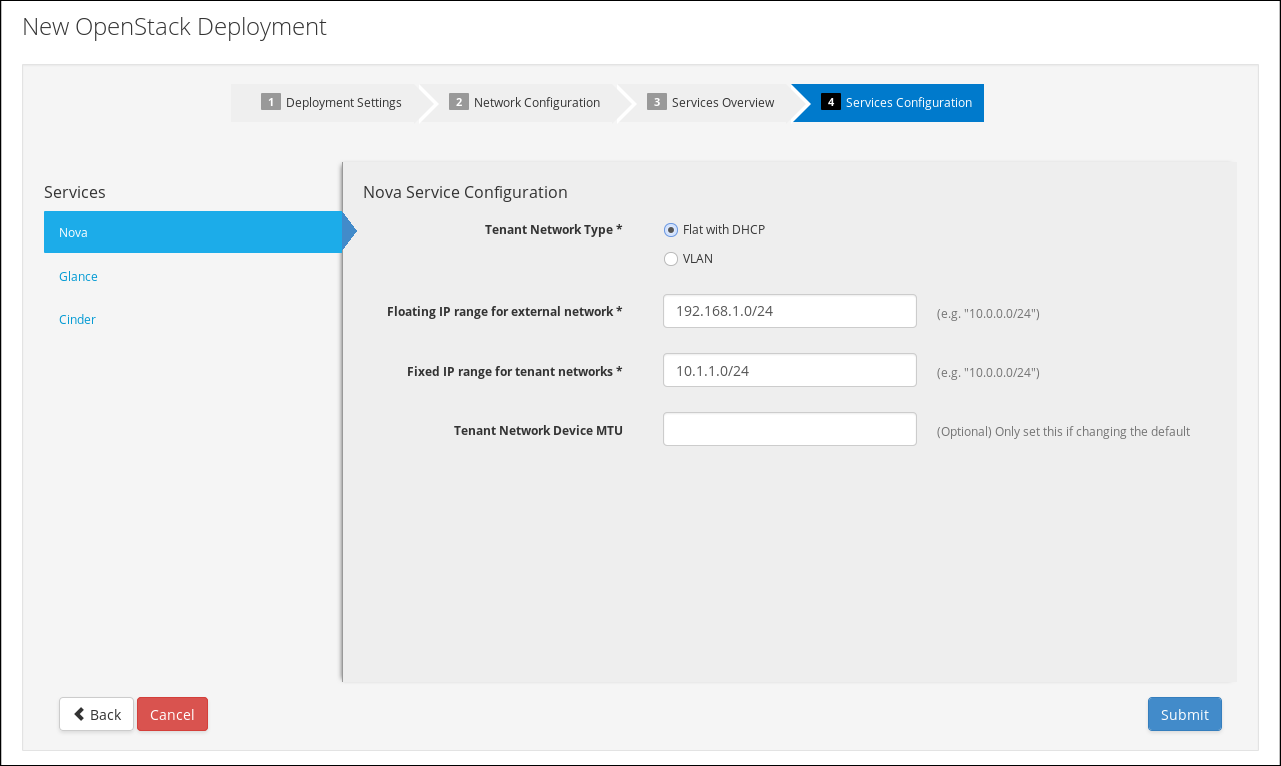 New OpenStack Deployment
1 Deployment Settings 2 Network Configuration 3 Services Overview 4 Services Configuration
Services
Nova
Glance
Cinder
Nova Service Configuration
Tenant Network Type * Flat with DHCP
VLAN
Floating IP range for external network * 192.168.1.0/24 (e.g. "10.0.0.0/24")
Fixed IP range for tenant networks * 10.1.1.0/24 (e.g. "10.0.0.0/24")
Tenant Network Device MTU (Optional) Only set this if changing the default
Back Cancel Submit